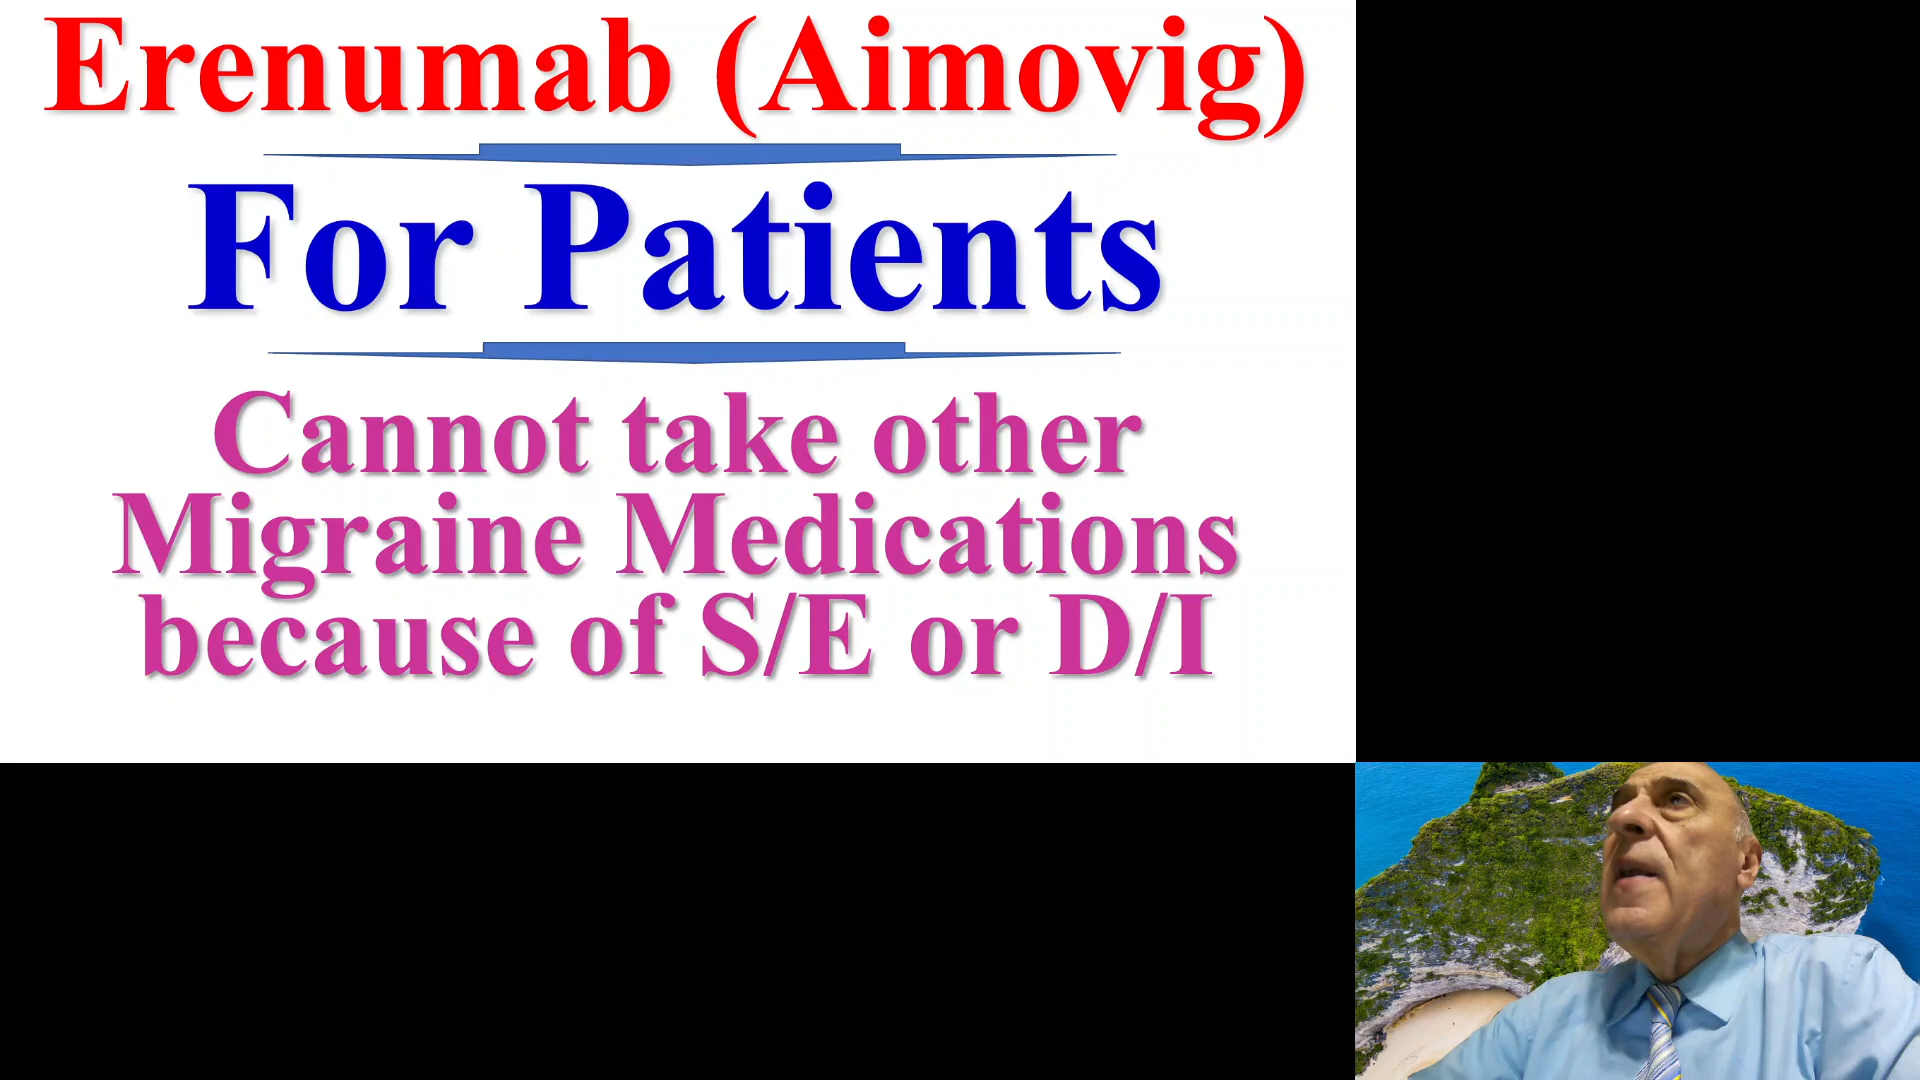 Erenumab (Aimovig)
For Patients
Cannot take other
Migraine Medications
because of S/E or D/I